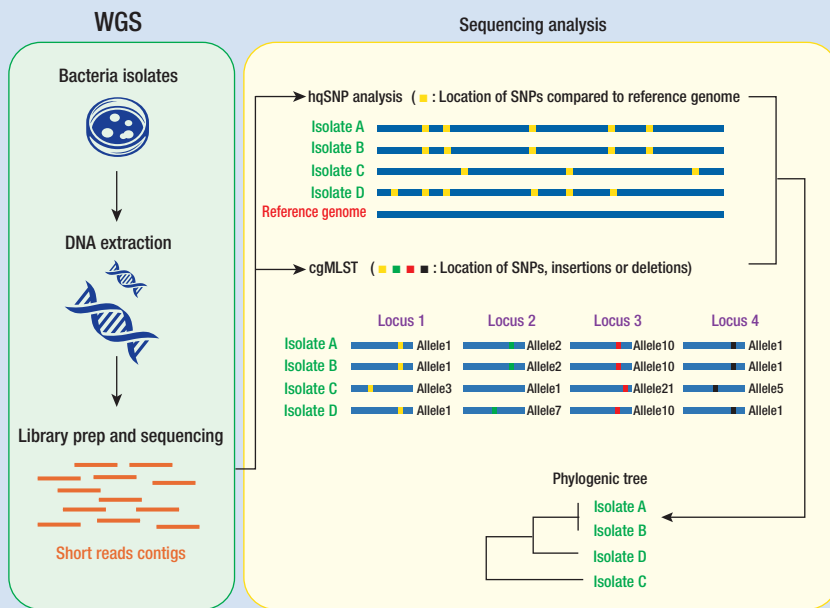 WGS
Bacteria isolates
DNA extraction
Library prep and sequencing
Short reads contigs
Sequencing analysis
hqSNP analysis ( : Location of SNPs compared to reference genome
Isolate A
Isolate B
Isolate C
Isolate D
Reference genome
cgMLST ( : Location of SNPs, insertions or deletions)
Locus 1 Locus 2 Locus 3 Locus 4
Isolate A Allele1 Allele2 Allele10 Allele1
Isolate B Allele1 Allele2 Allele10 Allele1
Isolate C Allele3 Allele1 Allele21 Allele5
Isolate D Allele1 Allele7 Allele10 Allele1
Phylogenic tree
Isolate A
Isolate B
Isolate D
Isolate C